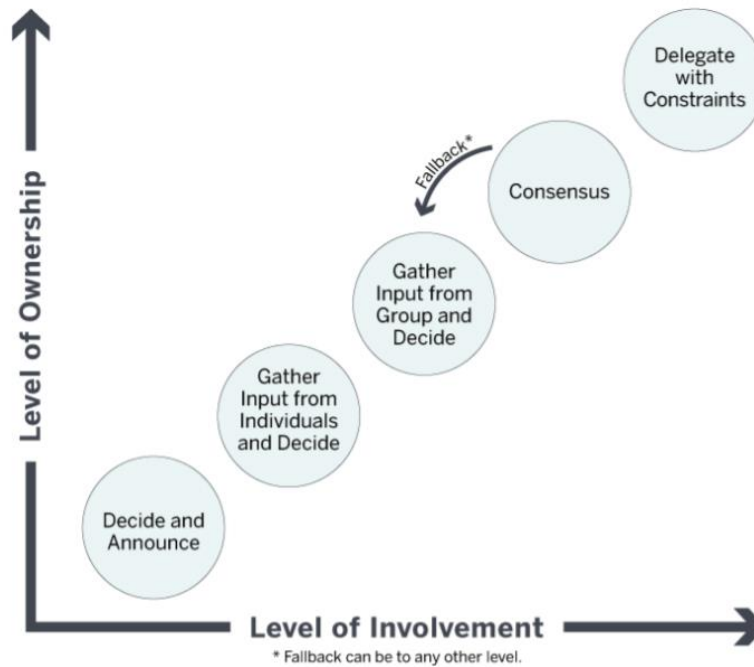 Delegate
with
Constraints
Fallback*
Consensus
Gather
Input from
Group and
Decide
Gather
Input from
Individuals
and Decide
Decide and
Announce
Level of Ownership
Level of Involvement
* Fallback can be to any other level.